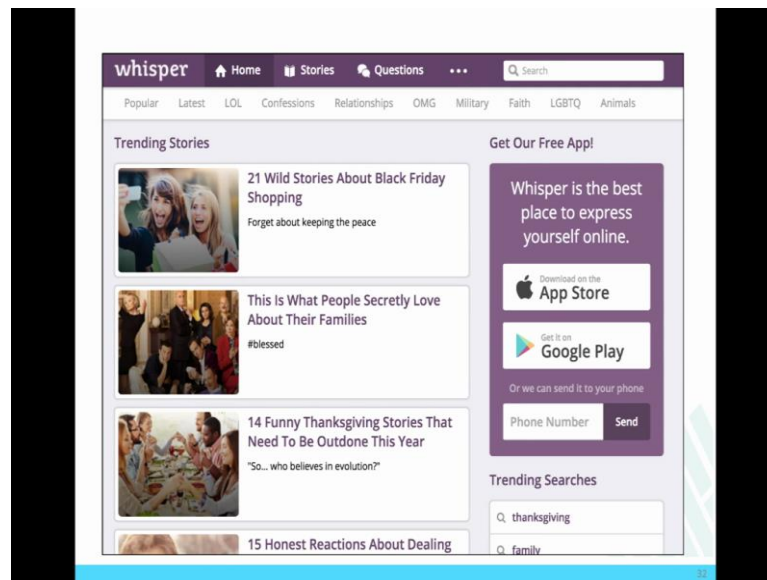 whisper Home Stories Questions ••• Search
Popular Latest LOL Confessions Relationships OMG Military Faith LGBTQ Animals
Trending Stories
21 Wild Stories About Black Friday
Shopping
Forget about keeping the peace
This Is What People Secretly Love
About Their Families
#blessed
14 Funny Thanksgiving Stories That
Need To Be Outdone This Year
"So... who believes in evolution?"
15 Honest Reactions About Dealing
Get Our Free App!
Whisper is the best
place to express
yourself online.
Download on the
App Store
Get it on
Google Play
Or we can send it to your phone
Phone Number Send
Trending Searches
thanksgiving
family
32